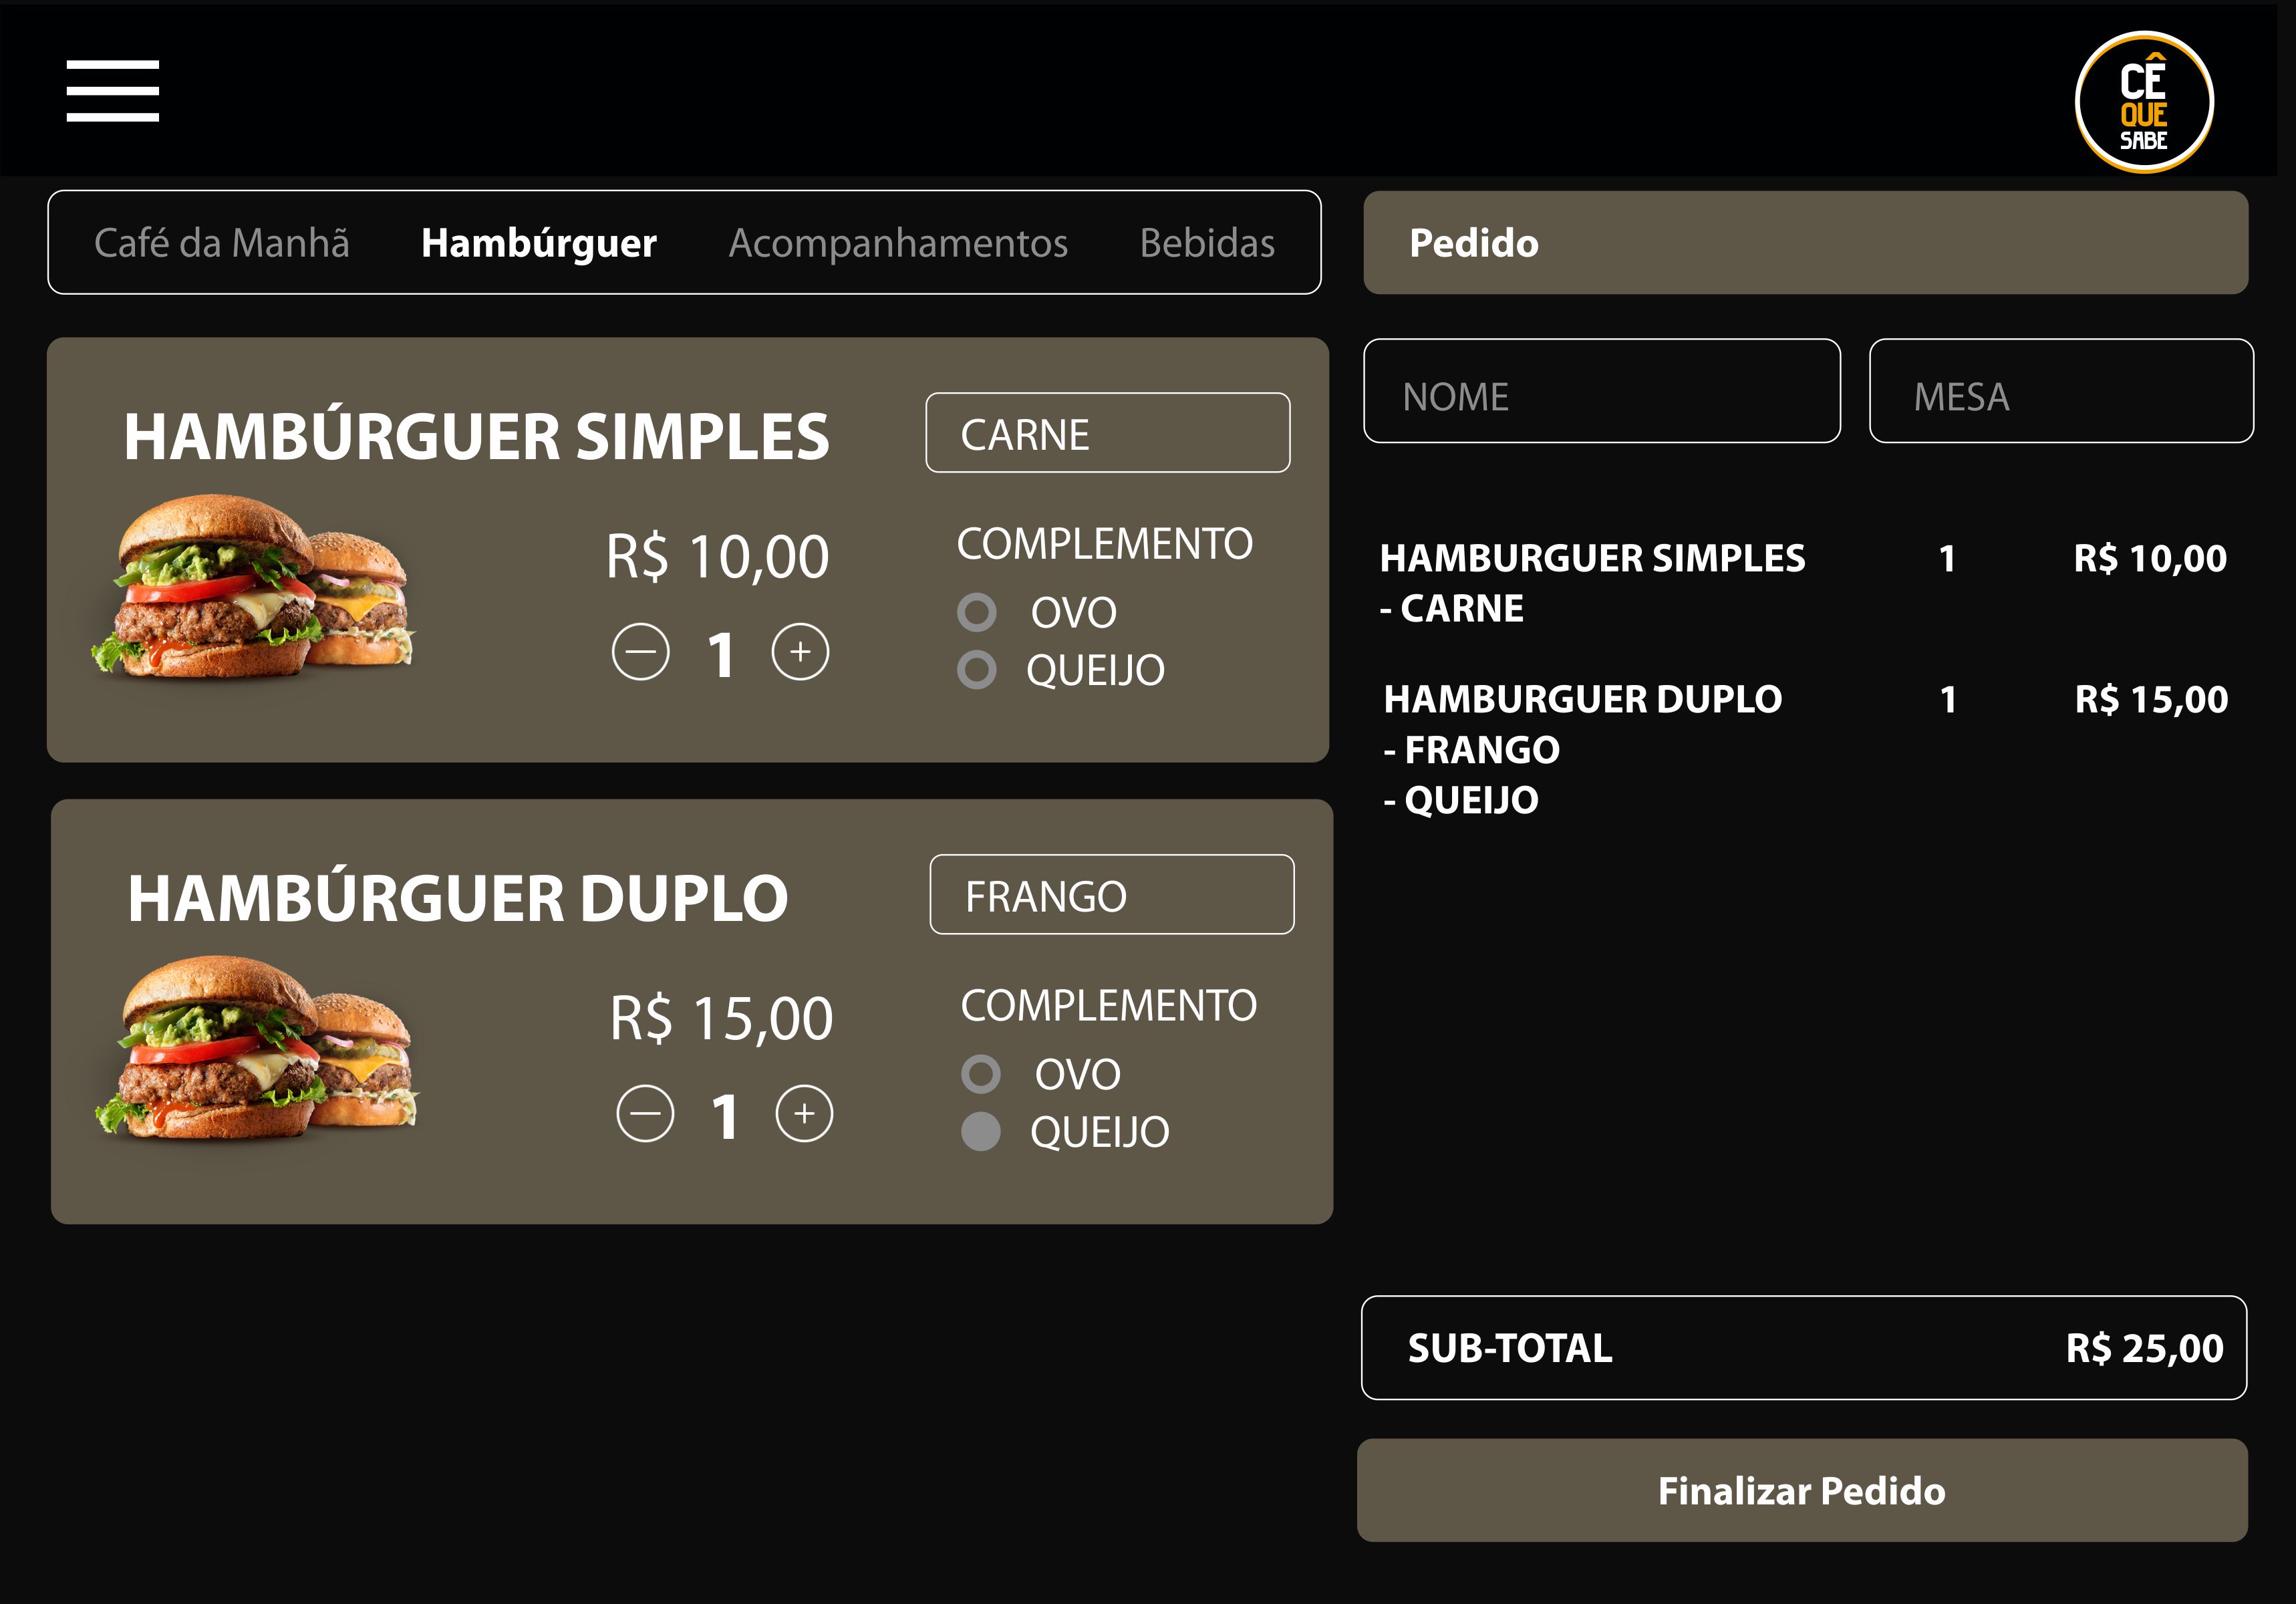 CÊ
QUE
SABE
Café da Manhã Hambúrguer Acompanhamentos Bebidas
Pedido
HAMBÚRGUER SIMPLES
CARNE
R$ 10,00
COMPLEMENTO
OVO
QUEIJO
1
HAMBÚRGUER DUPLO
FRANGO
R$ 15,00
COMPLEMENTO
OVO
QUEIJO
1
NOME MESA
HAMBURGUER SIMPLES 1 R$ 10,00
- CARNE
HAMBURGUER DUPLO 1 R$ 15,00
- FRANGO
- QUEIJO
SUB-TOTAL R$ 25,00
Finalizar Pedido